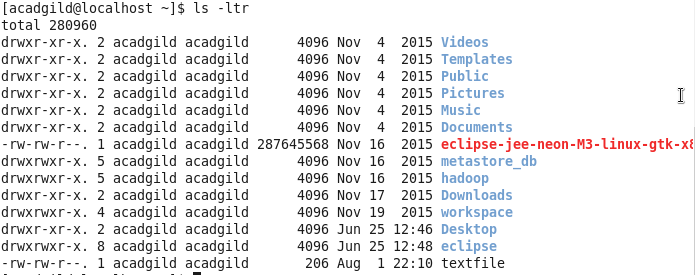 [acadgild@localhost ~]$ ls -ltr
total 280960
drwxr-xr-x. 2 acadgild acadgild      4096 Nov  4  2015 Videos
drwxr-xr-x. 2 acadgild acadgild      4096 Nov  4  2015 Templates
drwxr-xr-x. 2 acadgild acadgild      4096 Nov  4  2015 Public
drwxr-xr-x. 2 acadgild acadgild      4096 Nov  4  2015 Pictures
drwxr-xr-x. 2 acadgild acadgild      4096 Nov  4  2015 Music
drwxr-xr-x. 2 acadgild acadgild      4096 Nov  4  2015 Documents
-rw-rw-r--. 1 acadgild acadgild 287645568 Nov 16  2015 eclipse-jee-neon-M3-linux-gtk-x8
drwxrwxr-x. 5 acadgild acadgild      4096 Nov 16  2015 metastore_db
drwxrwxr-x. 5 acadgild acadgild      4096 Nov 16  2015 hadoop
drwxr-xr-x. 2 acadgild acadgild      4096 Nov 17  2015 Downloads
drwxrwxr-x. 4 acadgild acadgild      4096 Nov 19  2015 workspace
drwxr-xr-x. 2 acadgild acadgild      4096 Jun 25 12:46 Desktop
drwxrwxr-x. 8 acadgild acadgild      4096 Jun 25 12:48 eclipse
-rw-rw-r--. 1 acadgild acadgild       206 Aug  1 22:10 textfile